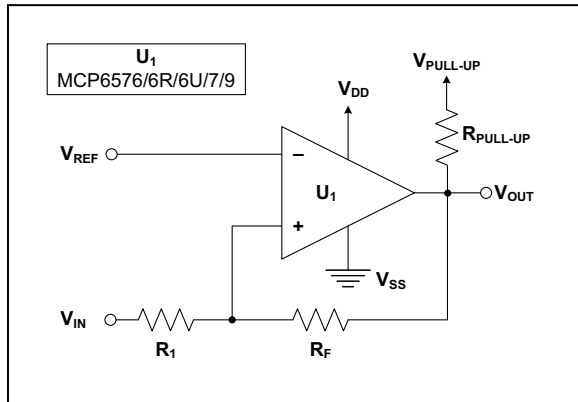 U1
MCP6576/6R/6U/7/9
VPULL-UP
VDD
RPULL-UP
VREF
−
U1
VOUT
+
VSS
VIN
R1
RF